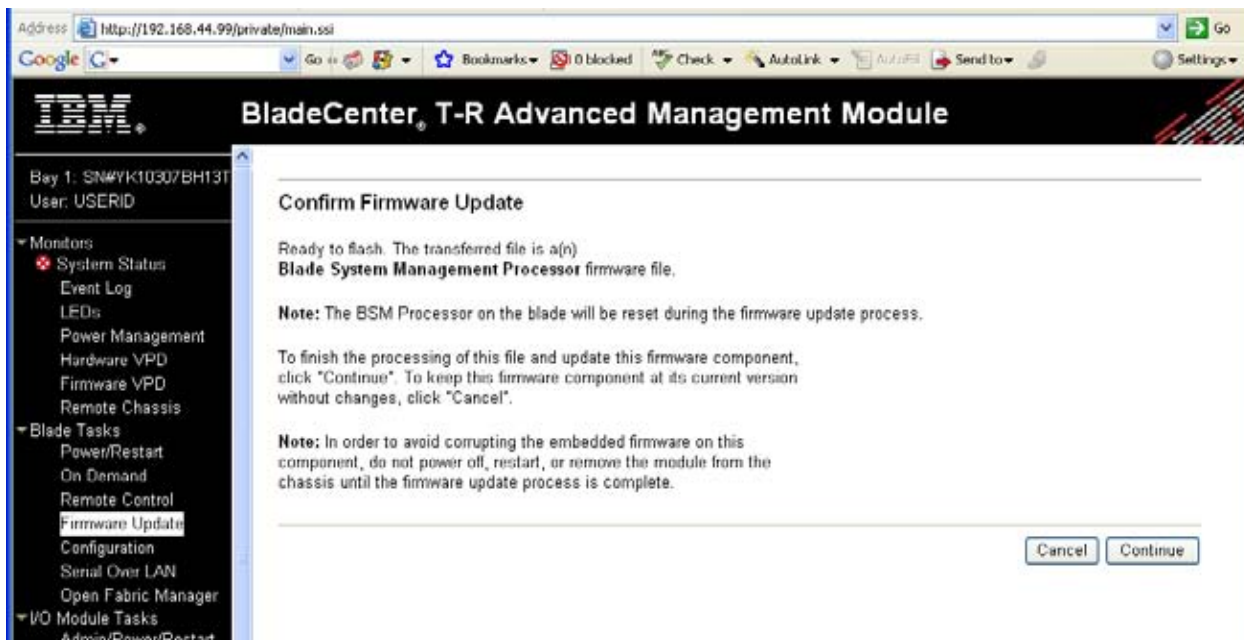 Address http://192.168.44.99/private/main.ssi Go
Google G Go Bookmarks 0 blocked Check AutoLink AutoFill Send to Settings
IBM® BladeCenter® T-R Advanced Management Module
Bay 1: SN#YK10307BH13T
User: USERID
Monitors
System Status
Event Log
LEDs
Power Management
Hardware VPD
Firmware VPD
Remote Chassis
Blade Tasks
Power/Restart
On Demand
Remote Control
Firmware Update
Configuration
Serial Over LAN
Open Fabric Manager
I/O Module Tasks
Admin/Power/Restart
Confirm Firmware Update
Ready to flash. The transferred file is a(n)
Blade System Management Processor firmware file.
Note: The BSM Processor on the blade will be reset during the firmware update process.
To finish the processing of this file and update this firmware component,
click "Continue". To keep this firmware component at its current version
without changes, click "Cancel".
Note: In order to avoid corrupting the embedded firmware on this
component, do not power off, restart, or remove the module from the
chassis until the firmware update process is complete.
Cancel Continue